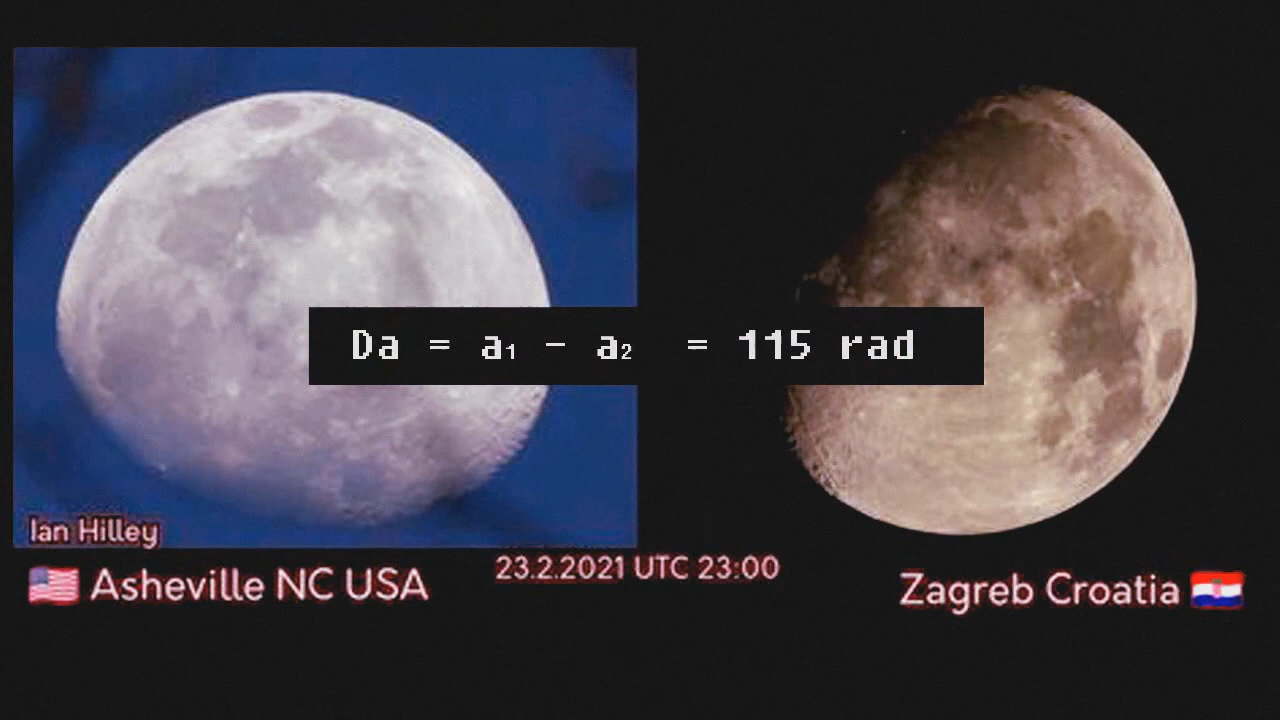 Da = a₁ - a₂ = 115 rad
Ian Hilley
23.2.2021 UTC 23:00
Asheville NC USA
Zagreb Croatia